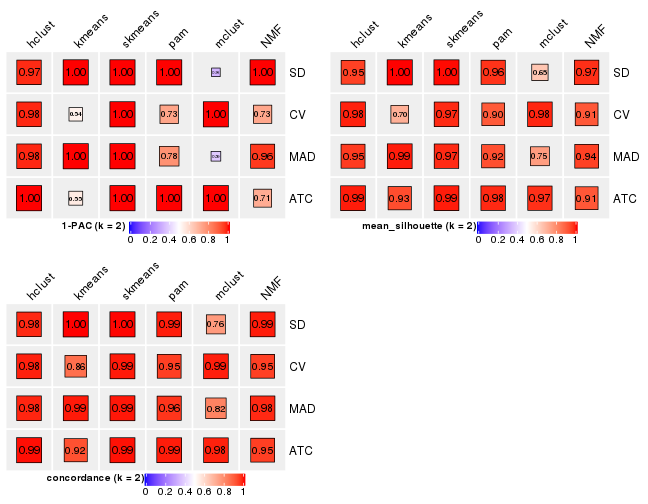 hclust kmeans skmeans pam mclust NMF
0.97 1.00 1.00 1.00 1.00 SD
0.98 0.54 1.00 0.73 1.00 0.73 CV
0.98 1.00 1.00 0.78 0.96 MAD
1.00 0.55 1.00 1.00 1.00 0.71 ATC
1-PAC (k = 2)
0 0.2 0.4 0.6 0.8 1
hclust kmeans skmeans pam mclust NMF
0.95 1.00 1.00 0.96 0.65 0.97 SD
0.98 0.70 0.97 0.90 0.98 0.91 CV
0.95 0.99 0.97 0.92 0.75 0.94 MAD
0.99 0.93 0.99 0.98 0.97 0.91 ATC
mean_silhouette (k = 2)
0 0.2 0.4 0.6 0.8 1
hclust kmeans skmeans pam mclust NMF
0.98 1.00 1.00 0.99 0.76 0.99 SD
0.98 0.86 0.99 0.95 0.99 0.95 CV
0.98 0.99 0.99 0.96 0.82 0.98 MAD
0.99 0.92 0.99 0.99 0.98 0.95 ATC
concordance (k = 2)
0 0.2 0.4 0.6 0.8 1